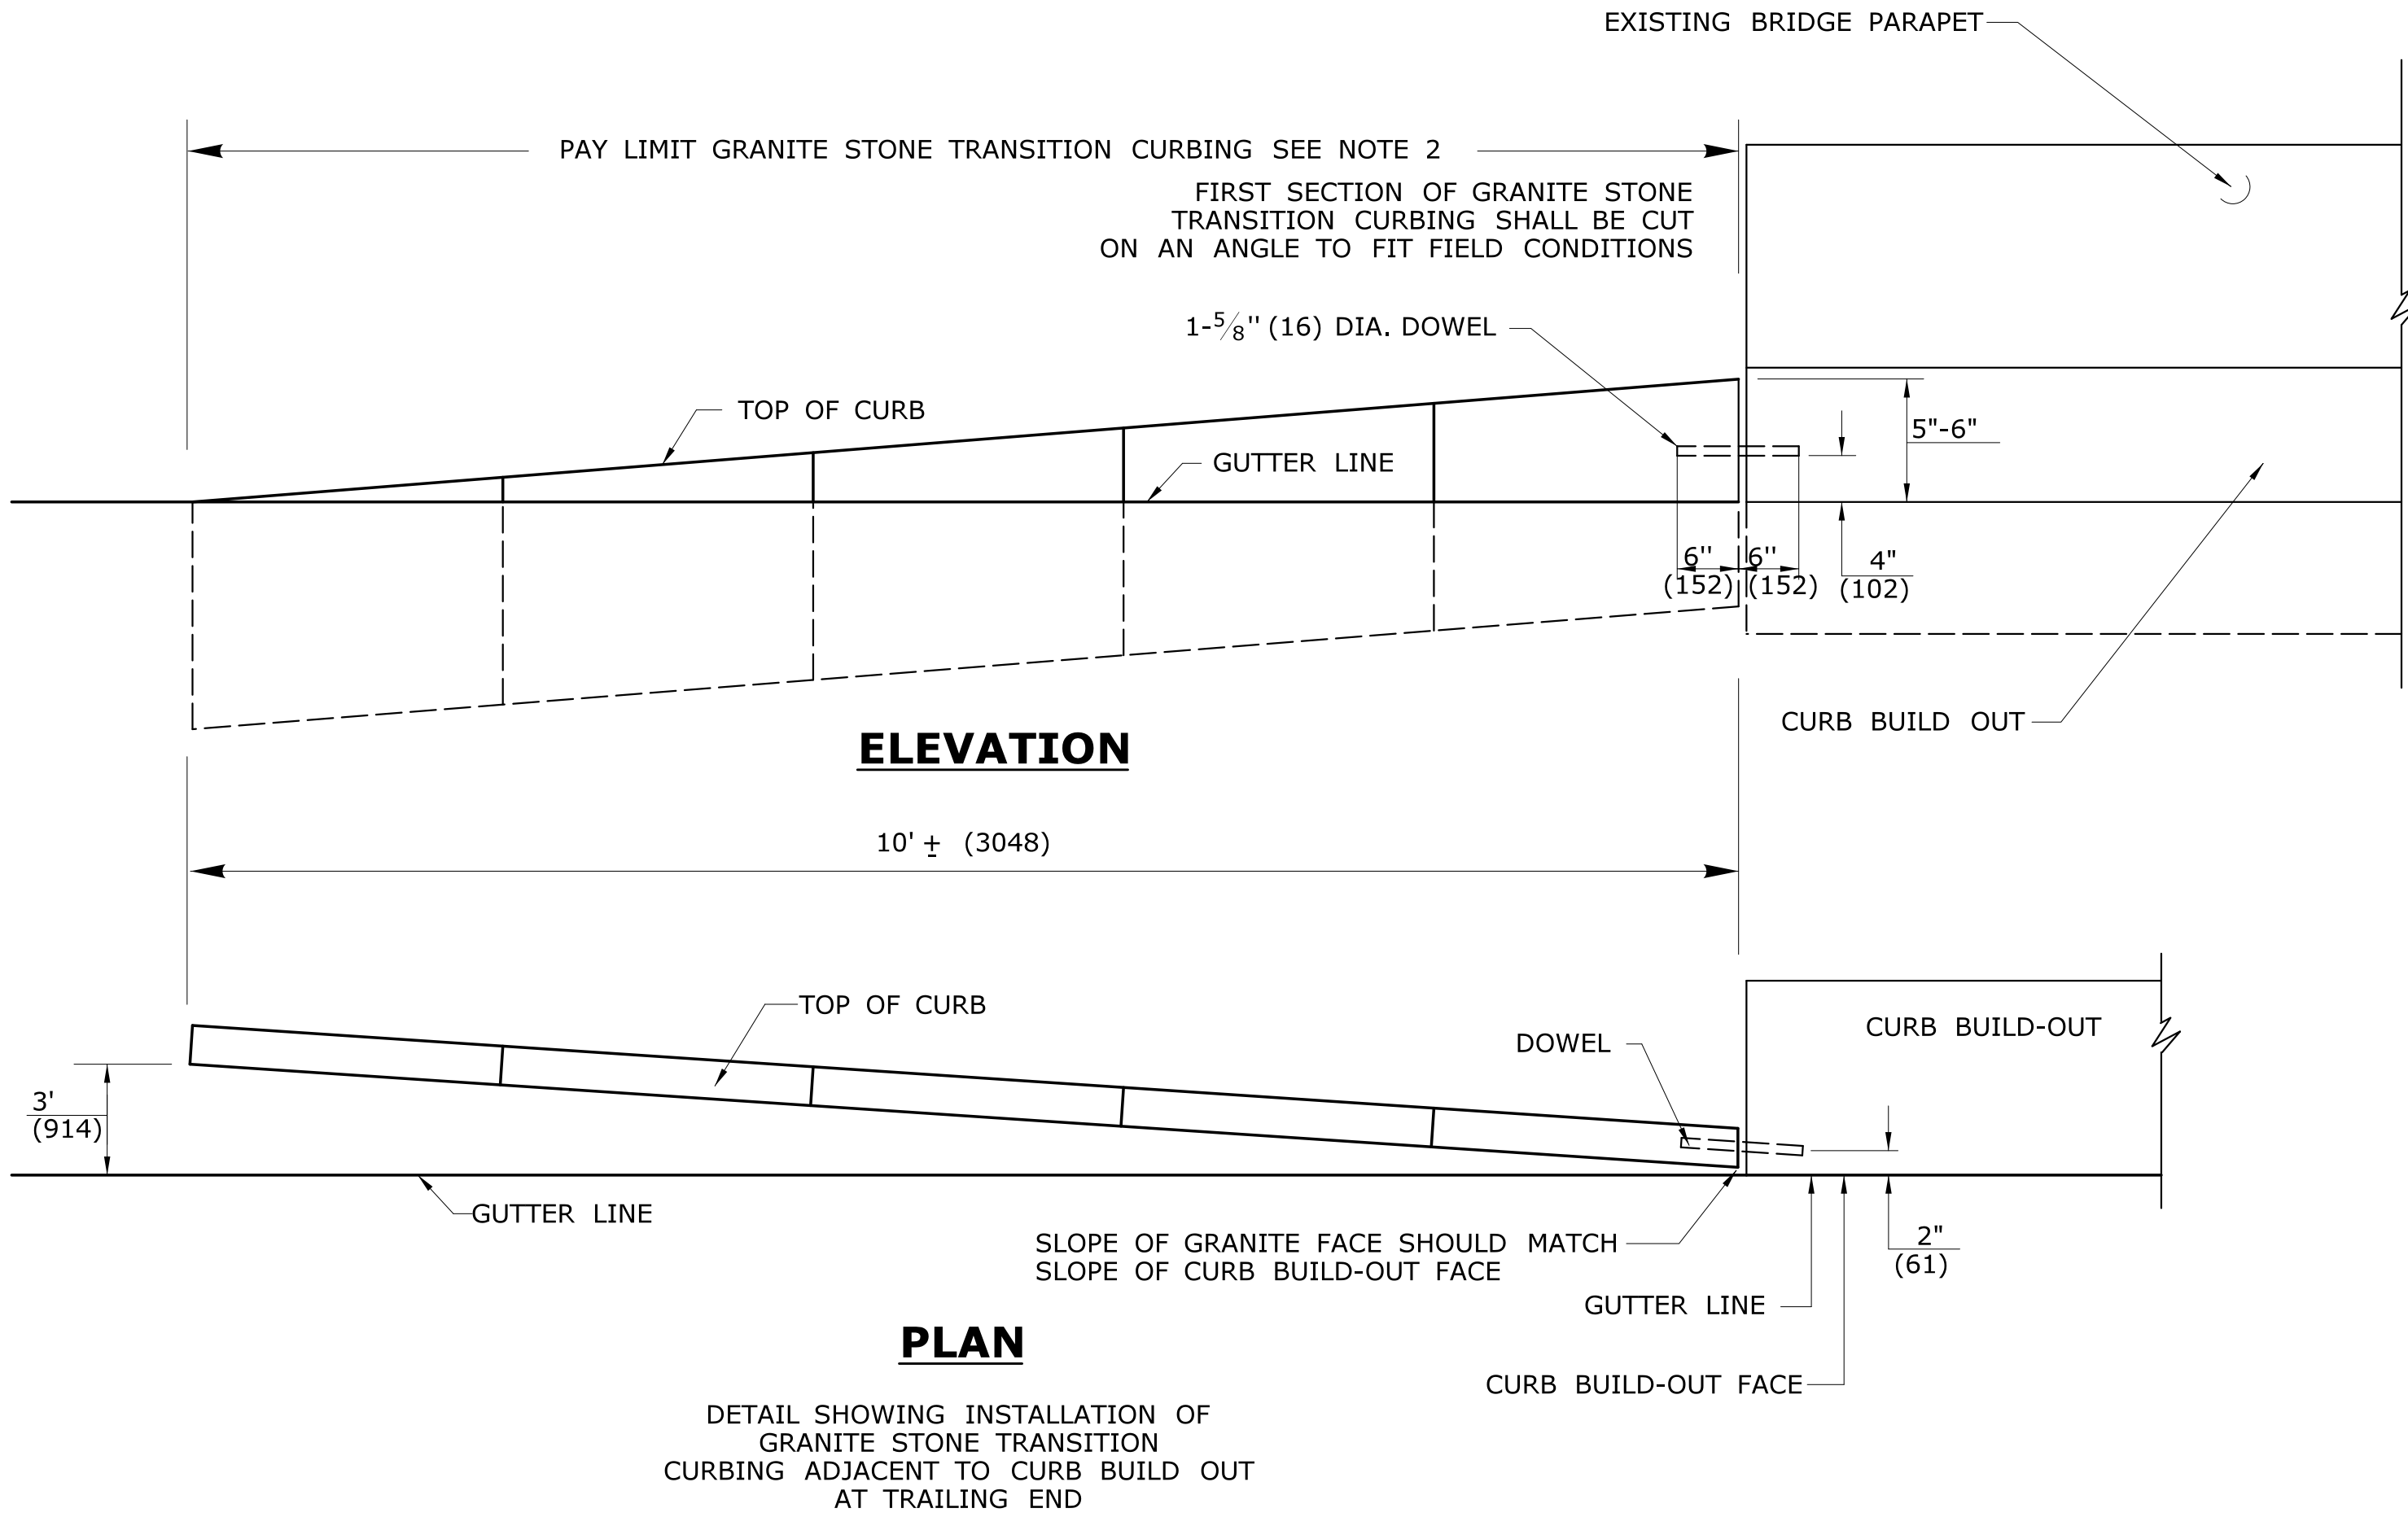 EXISTING BRIDGE PARAPET
PAY LIMIT GRANITE STONE TRANSITION CURBING SEE NOTE 2
FIRST SECTION OF GRANITE STONE
TRANSITION CURBING SHALL BE CUT
ON AN ANGLE TO FIT FIELD CONDITIONS
1-5/8'' (16) DIA. DOWEL
TOP OF CURB
5"-6"
GUTTER LINE
6''
(152)
6''
(152)
4"
(102)
CURB BUILD OUT
ELEVATION
10' ± (3048)
TOP OF CURB
CURB BUILD-OUT
DOWEL
3'
(914)
GUTTER LINE
SLOPE OF GRANITE FACE SHOULD MATCH
SLOPE OF CURB BUILD-OUT FACE
2"
(61)
GUTTER LINE
PLAN
CURB BUILD-OUT FACE
DETAIL SHOWING INSTALLATION OF
GRANITE STONE TRANSITION
CURBING ADJACENT TO CURB BUILD OUT
AT TRAILING END